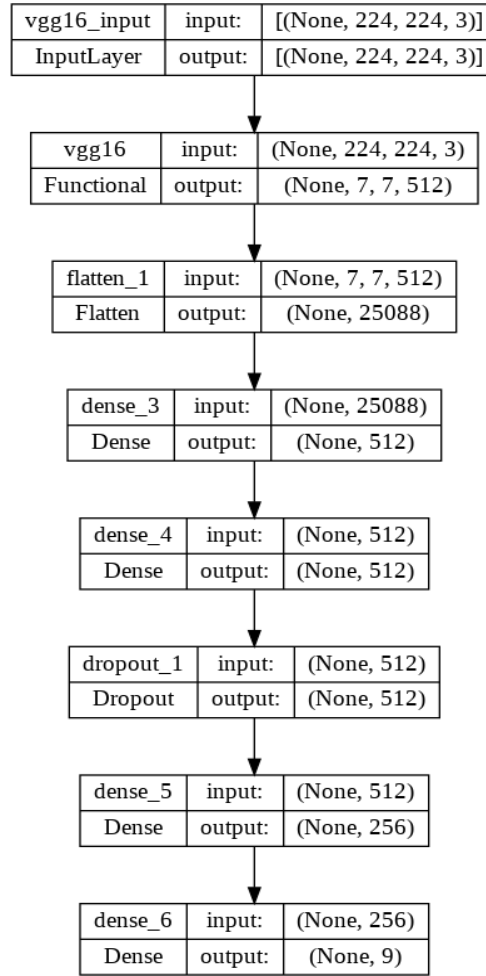 vgg16_input input: [(None, 224, 224, 3)]
InputLayer output: [(None, 224, 224, 3)]
vgg16 input: (None, 224, 224, 3)
Functional output: (None, 7, 7, 512)
flatten_1 input: (None, 7, 7, 512)
Flatten output: (None, 25088)
dense_3 input: (None, 25088)
Dense output: (None, 512)
dense_4 input: (None, 512)
Dense output: (None, 512)
dropout_1 input: (None, 512)
Dropout output: (None, 512)
dense_5 input: (None, 512)
Dense output: (None, 256)
dense_6 input: (None, 256)
Dense output: (None, 9)